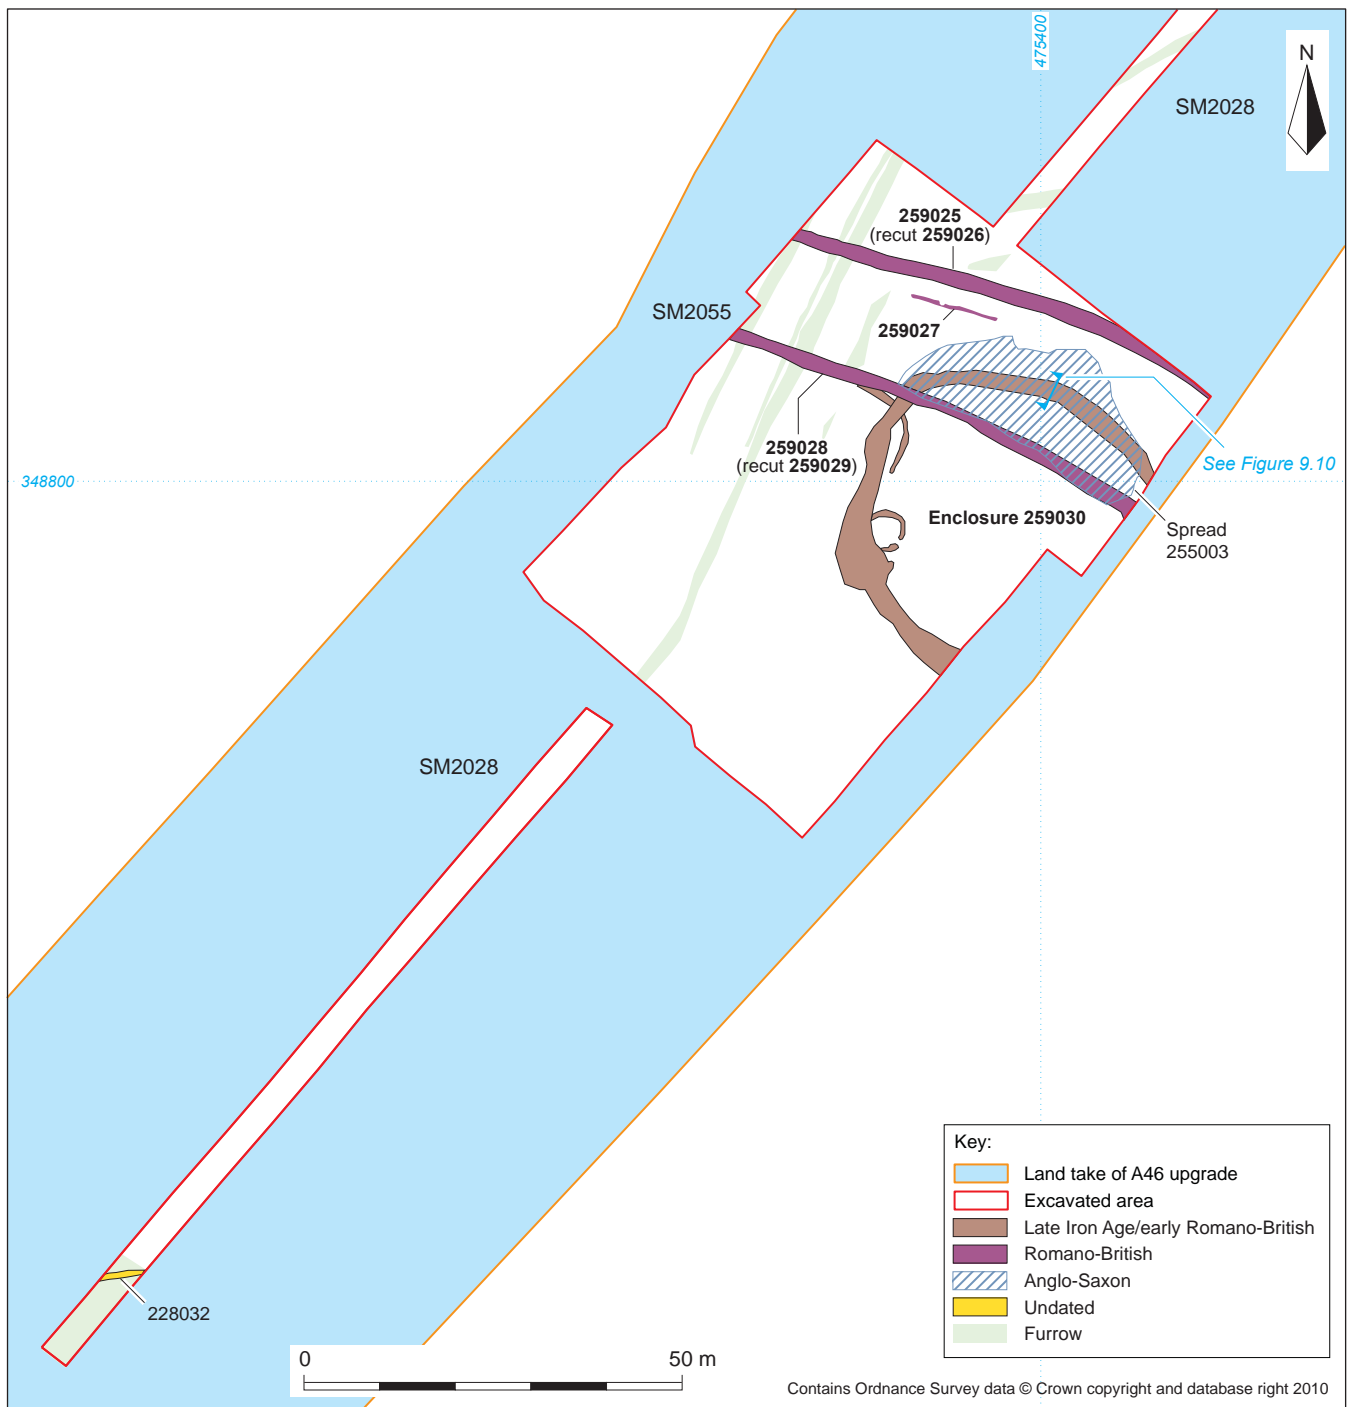 475400
N
SM2028
259025
(recut 259026)
SM2055
259027
259028
(recut 259029)
See Figure 9.10
348800
Enclosure 259030
Spread
255003
SM2028
228032
Key:
Land take of A46 upgrade
Excavated area
Late Iron Age/early Romano-British
Romano-British
Anglo-Saxon
Undated
Furrow
0
50 m
Contains Ordnance Survey data © Crown copyright and database right 2010